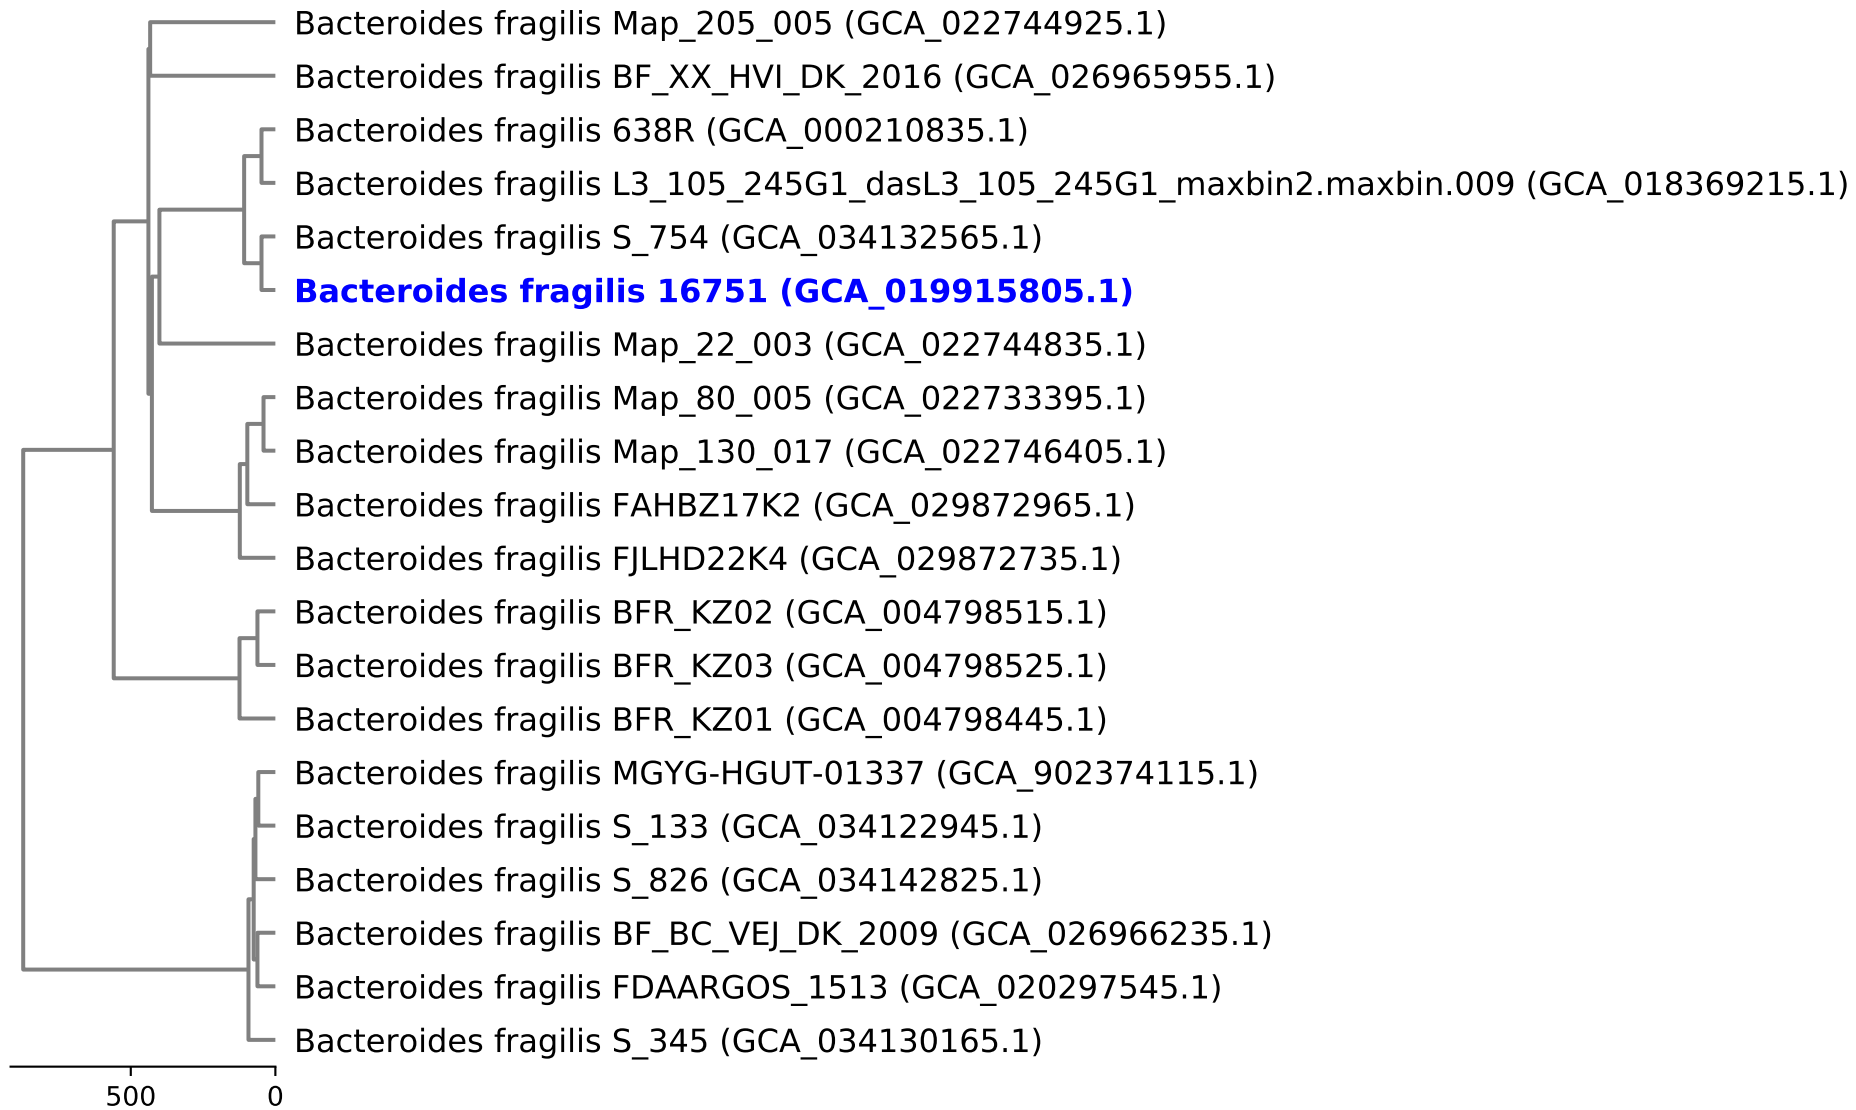 Bacteroides fragilis Map_205_005 (GCA_022744925.1)
Bacteroides fragilis BF_XX_HVI_DK_2016 (GCA_026965955.1)
Bacteroides fragilis 638R (GCA_000210835.1)
Bacteroides fragilis L3_105_245G1_dasL3_105_245G1_maxbin2.maxbin.009 (GCA_018369215.1)
Bacteroides fragilis S_754 (GCA_034132565.1)
Bacteroides fragilis 16751 (GCA_019915805.1)
Bacteroides fragilis Map_22_003 (GCA_022744835.1)
Bacteroides fragilis Map_80_005 (GCA_022733395.1)
Bacteroides fragilis Map_130_017 (GCA_022746405.1)
Bacteroides fragilis FAHBZ17K2 (GCA_029872965.1)
Bacteroides fragilis FJLHD22K4 (GCA_029872735.1)
Bacteroides fragilis BFR_KZ02 (GCA_004798515.1)
Bacteroides fragilis BFR_KZ03 (GCA_004798525.1)
Bacteroides fragilis BFR_KZ01 (GCA_004798445.1)
Bacteroides fragilis MGYG-HGUT-01337 (GCA_902374115.1)
Bacteroides fragilis S_133 (GCA_034122945.1)
Bacteroides fragilis S_826 (GCA_034142825.1)
Bacteroides fragilis BF_BC_VEJ_DK_2009 (GCA_026966235.1)
Bacteroides fragilis FDAARGOS_1513 (GCA_020297545.1)
Bacteroides fragilis S_345 (GCA_034130165.1)
500 0